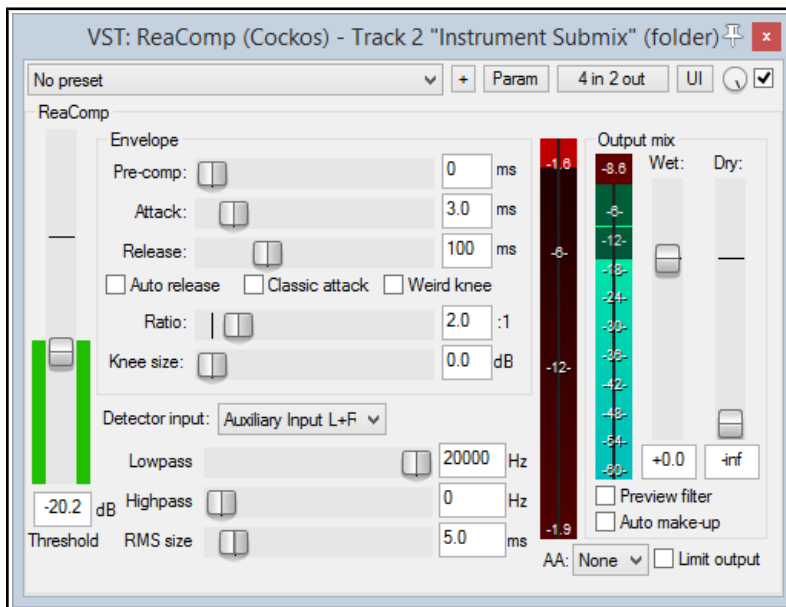 VST: ReaComp (Cockos) - Track 2 "Instrument Submix" (folder)
x
No preset
+
Param
4 in 2 out
UI
ReaComp
Envelope
Pre-comp: 0 ms
Attack: 3.0 ms
Release: 100 ms
Auto release Classic attack Weird knee
Ratio: 2.0 :1
Knee size: 0.0 dB
Detector input: Auxiliary Input L+R
Lowpass 20000 Hz
Highpass 0 Hz
RMS size 5.0 ms
-20.2 dB
Threshold
-1.6
-6-
-12-
-1.9
Output mix
Wet: Dry:
-8.6
-6-
-12-
-18-
-24-
-30-
-36-
-42-
-48-
-54-
-60-
+0.0 -inf
Preview filter
Auto make-up
AA: None Limit output